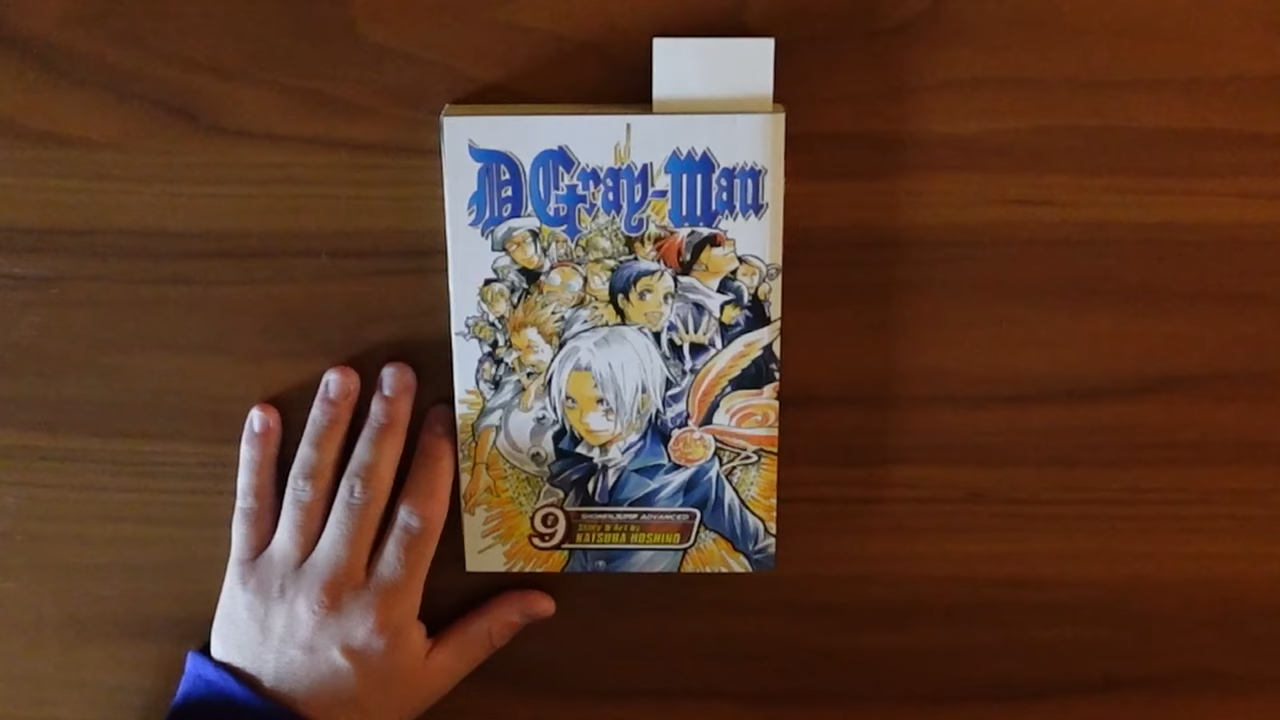 D Gray-Man
9
SHONEN JUMP ADVANCED
Story & Art by
KATSURA HOSHINO